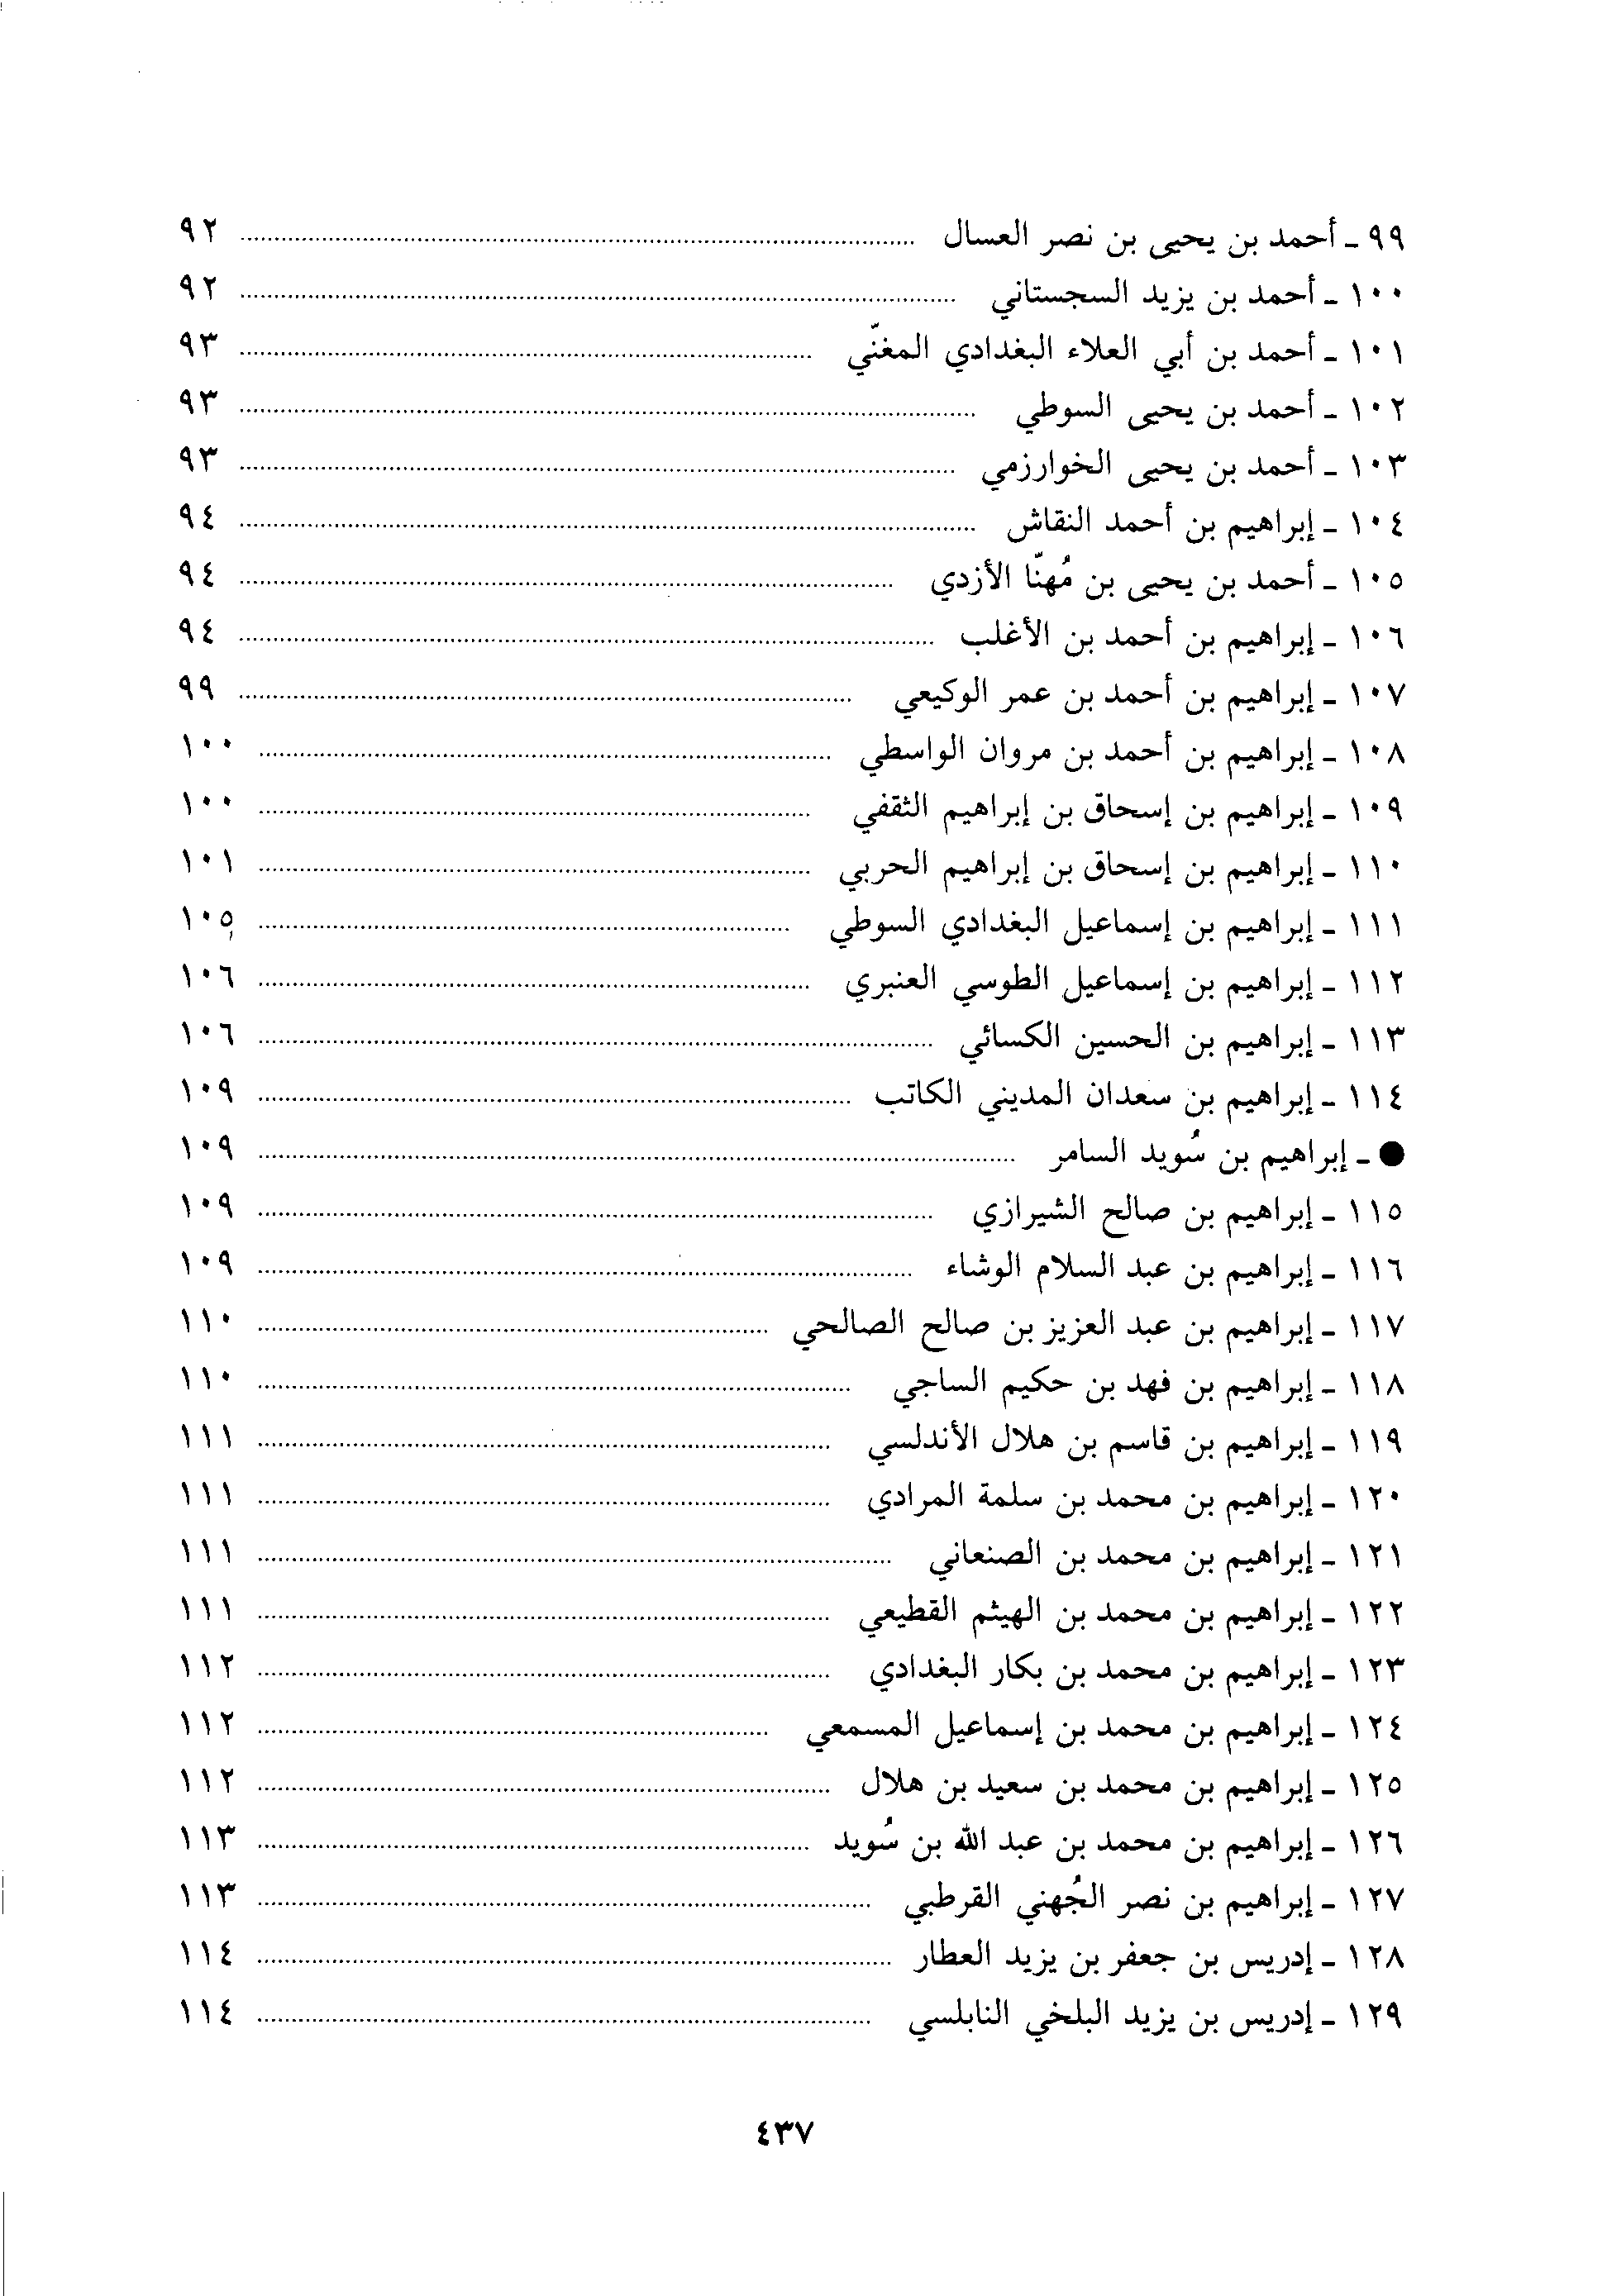 ٩٩ - أحمد بن يحيى بن نصر العسال ........ ٩٢
١٠٠ - أحمد بن يزيد السجستاني ........ ٩٢
١٠١ - أحمد بن أبي العلاء البغدادي المغنّي ........ ٩٣
١٠٢ - أحمد بن يحيى السوطي ........ ٩٣
١٠٣ - أحمد بن يحيى الخوارزمي ........ ٩٣
١٠٤ - إبراهيم بن أحمد النقاش ........ ٩٤
١٠٥ - أحمد بن يحيى بن مُهنّا الأزدي ........ ٩٤
١٠٦ - إبراهيم بن أحمد بن الأغلب ........ ٩٤
١٠٧ - إبراهيم بن أحمد بن عمر الوكيعي ........ ٩٩
١٠٨ - إبراهيم بن أحمد بن مروان الواسطي ........ ١٠٠
١٠٩ - إبراهيم بن إسحاق بن إبراهيم الثقفي ........ ١٠٠
١١٠ - إبراهيم بن إسحاق بن إبراهيم الحربي ........ ١٠١
١١١ - إبراهيم بن إسماعيل البغدادي السوطي ........ ١٠٥
١١٢ - إبراهيم بن إسماعيل الطوسي العنبري ........ ١٠٦
١١٣ - إبراهيم بن الحسين الكسائي ........ ١٠٦
١١٤ - إبراهيم بن سعدان المديني الكاتب ........ ١٠٩
● - إبراهيم بن سُويد السامر ........ ١٠٩
١١٥ - إبراهيم بن صالح الشيرازي ........ ١٠٩
١١٦ - إبراهيم بن عبد السلام الوشاء ........ ١٠٩
١١٧ - إبراهيم بن عبد العزيز بن صالح الصالحي ........ ١١٠
١١٨ - إبراهيم بن فهد بن حكيم الساجي ........ ١١٠
١١٩ - إبراهيم بن قاسم بن هلال الأندلسي ........ ١١١
١٢٠ - إبراهيم بن محمد بن سلمة المرادي ........ ١١١
١٢١ - إبراهيم بن محمد بن الصنعاني ........ ١١١
١٢٢ - إبراهيم بن محمد بن الهيثم القطيعي ........ ١١١
١٢٣ - إبراهيم بن محمد بن بكار البغدادي ........ ١١٢
١٢٤ - إبراهيم بن محمد بن إسماعيل المسمعي ........ ١١٢
١٢٥ - إبراهيم بن محمد بن سعيد بن هلال ........ ١١٢
١٢٦ - إبراهيم بن محمد بن عبد الله بن سُويد ........ ١١٣
١٢٧ - إبراهيم بن نصر الجُهني القرطبي ........ ١١٣
١٢٨ - إدريس بن جعفر بن يزيد العطار ........ ١١٤
١٢٩ - إدريس بن يزيد البلخي النابلسي ........ ١١٤
٤٣٧